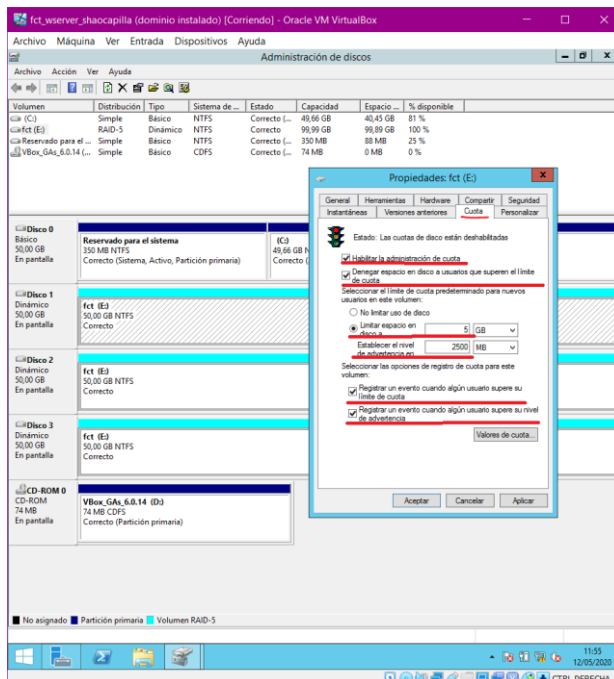 fct_wserver_shaocapilla (dominio instalado) [Corriendo] - Oracle VM VirtualBox
Archivo Máquina Ver Entrada Dispositivos Ayuda
Administración de discos
Archivo Acción Ver Ayuda
Volumen Distribución Tipo Sistema de ... Estado Capacidad Espacio ... % disponible
(C:) Simple Básico NTFS Correcto (... 49,66 GB 40,45 GB 81 %
fct (E:) RAID-5 Dinámico NTFS Correcto 99,99 GB 99,89 GB 100 %
Reservado para el ... Simple Básico NTFS Correcto (... 350 MB 88 MB 25 %
VBox_GAs_6.0.14 (... Simple Básico CDFS Correcto (... 74 MB 0 MB 0 %
Disco 0
Básico
50,00 GB
En pantalla
Reservado para el sistema
350 MB NTFS
Correcto (Sistema, Activo, Partición primaria)
(C:)
49,66 GB
Correcto (
Disco 1
Dinámico
50,00 GB
En pantalla
fct (E:)
50,00 GB NTFS
Correcto
Disco 2
Dinámico
50,00 GB
En pantalla
fct (E:)
50,00 GB NTFS
Correcto
Disco 3
Dinámico
50,00 GB
En pantalla
fct (E:)
50,00 GB NTFS
Correcto
CD-ROM 0
CD-ROM
74 MB
En pantalla
VBox_GAs_6.0.14 (D:)
74 MB CDFS
Correcto (Partición primaria)
Propiedades: fct (E:)
General Herramientas Hardware Compartir Seguridad
Instantáneas Versiones anteriores Cuota Personalizar
Estado: Las cuotas de disco están deshabilitadas
Habilitar la administración de cuota
Denegar espacio en disco a usuarios que superen el límite
de cuota
Seleccionar el límite de cuota predeterminado para nuevos
usuarios en este volumen:
No limitar uso de disco
Limitar espacio en
disco a 5 GB
Establecer el nivel
de advertencia en 2500 MB
Seleccionar las opciones de registro de cuota para este
volumen:
Registrar un evento cuando algún usuario supere su
límite de cuota
Registrar un evento cuando algún usuario supere su nivel
de advertencia
Valores de cuota...
Aceptar Cancelar Aplicar
No asignado Partición primaria Volumen RAID-5
11:55
12/05/2020
CTRL DERECHA